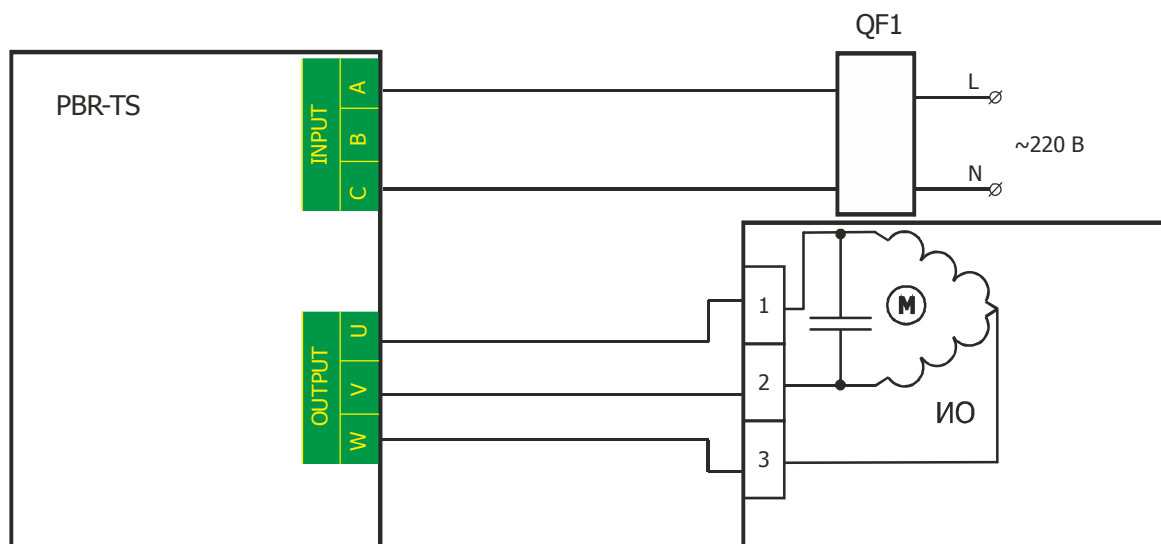 QF1
PBR-TS
INPUT
A
B
C
L
~220 В
N
OUTPUT
U
V
W
1
2
3
M
ИО